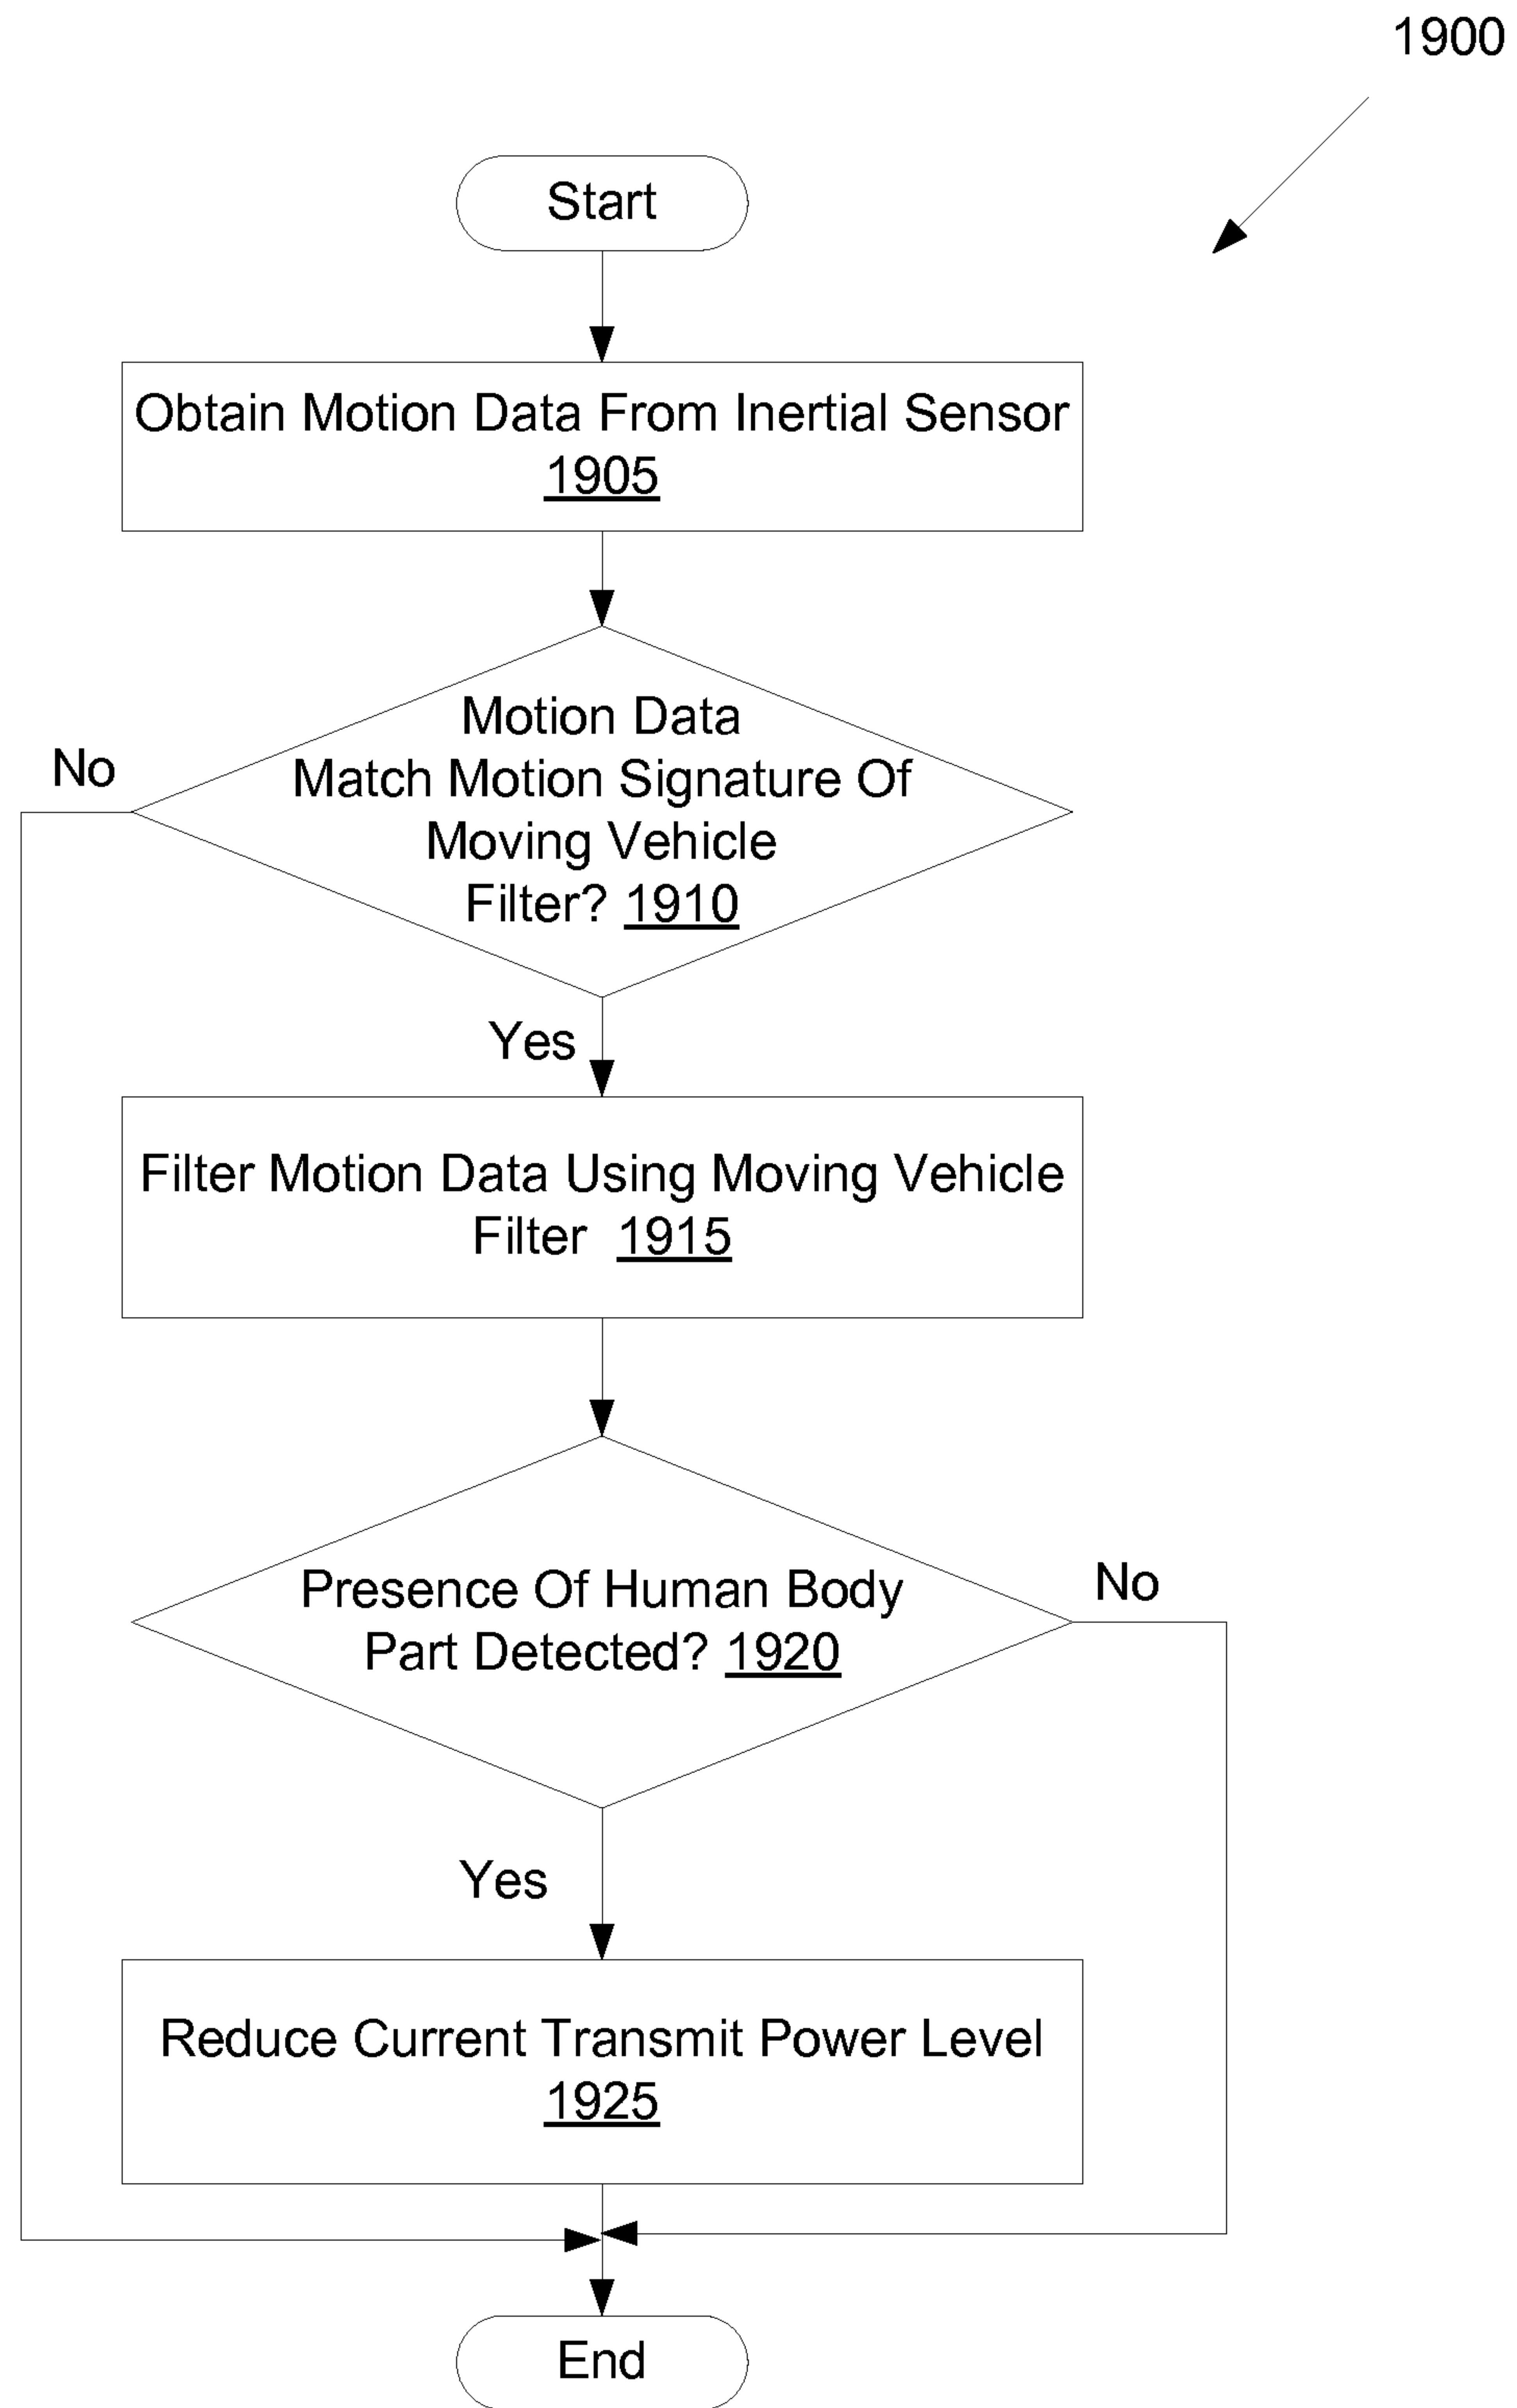 1900
Start
Obtain Motion Data From Inertial Sensor
1905
Motion Data
Match Motion Signature Of
Moving Vehicle
Filter? 1910
No
Yes
Filter Motion Data Using Moving Vehicle
Filter 1915
Presence Of Human Body
Part Detected? 1920
No
Yes
Reduce Current Transmit Power Level
1925
End